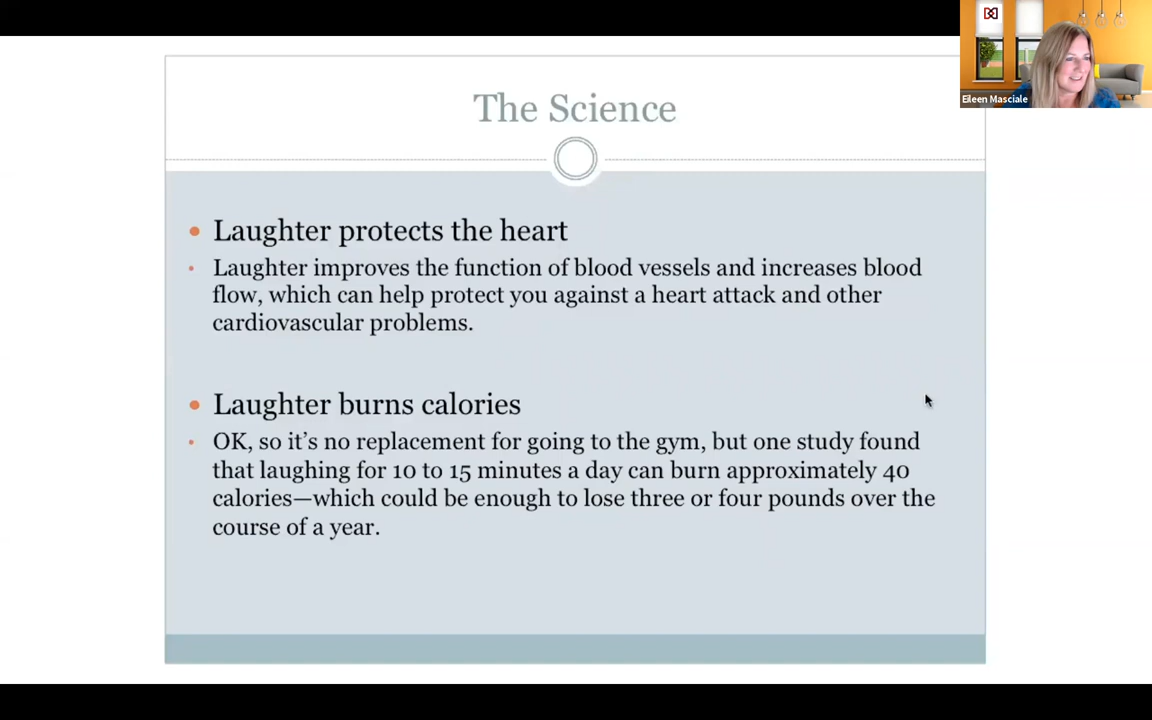 The Science
Eileen Masciale
• Laughter protects the heart
• Laughter improves the function of blood vessels and increases blood
flow, which can help protect you against a heart attack and other
cardiovascular problems.
• Laughter burns calories
• OK, so it’s no replacement for going to the gym, but one study found
that laughing for 10 to 15 minutes a day can burn approximately 40
calories—which could be enough to lose three or four pounds over the
course of a year.